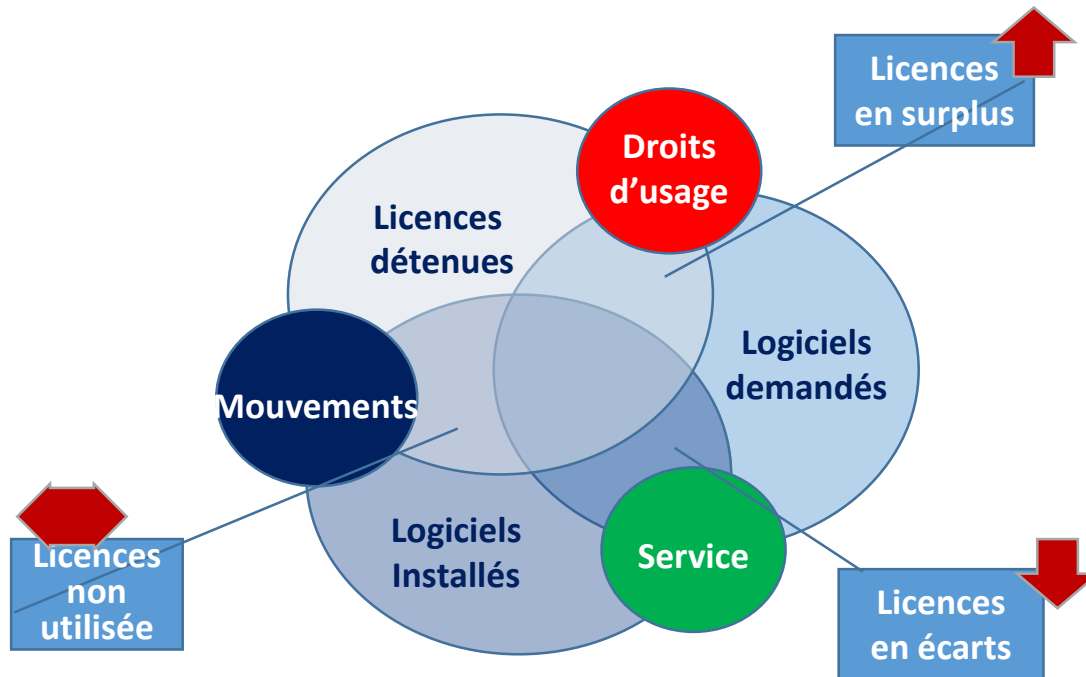 Licences
en surplus
Droits
d’usage
Licences
détenues
Logiciels
demandés
Mouvements
Logiciels
Installés
Service
Licences
non
utilisée
Licences
en écarts